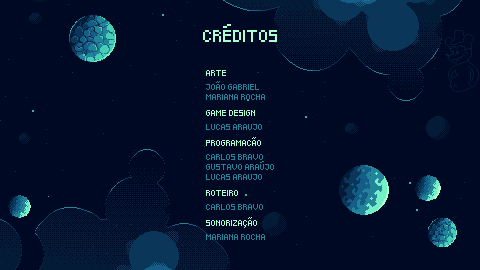 CRÉDITOS
ARTE
JOÃO GABRIEL
MARIANA ROCHA
GAME DESIGN
LUCAS ARAUJO
PROGRAMAÇÃO
CARLOS BRAVO
GUSTAVO ARAÚJO
LUCAS ARAUJO
ROTEIRO
CARLOS BRAVO
SONORIZAÇÃO
MARIANA ROCHA